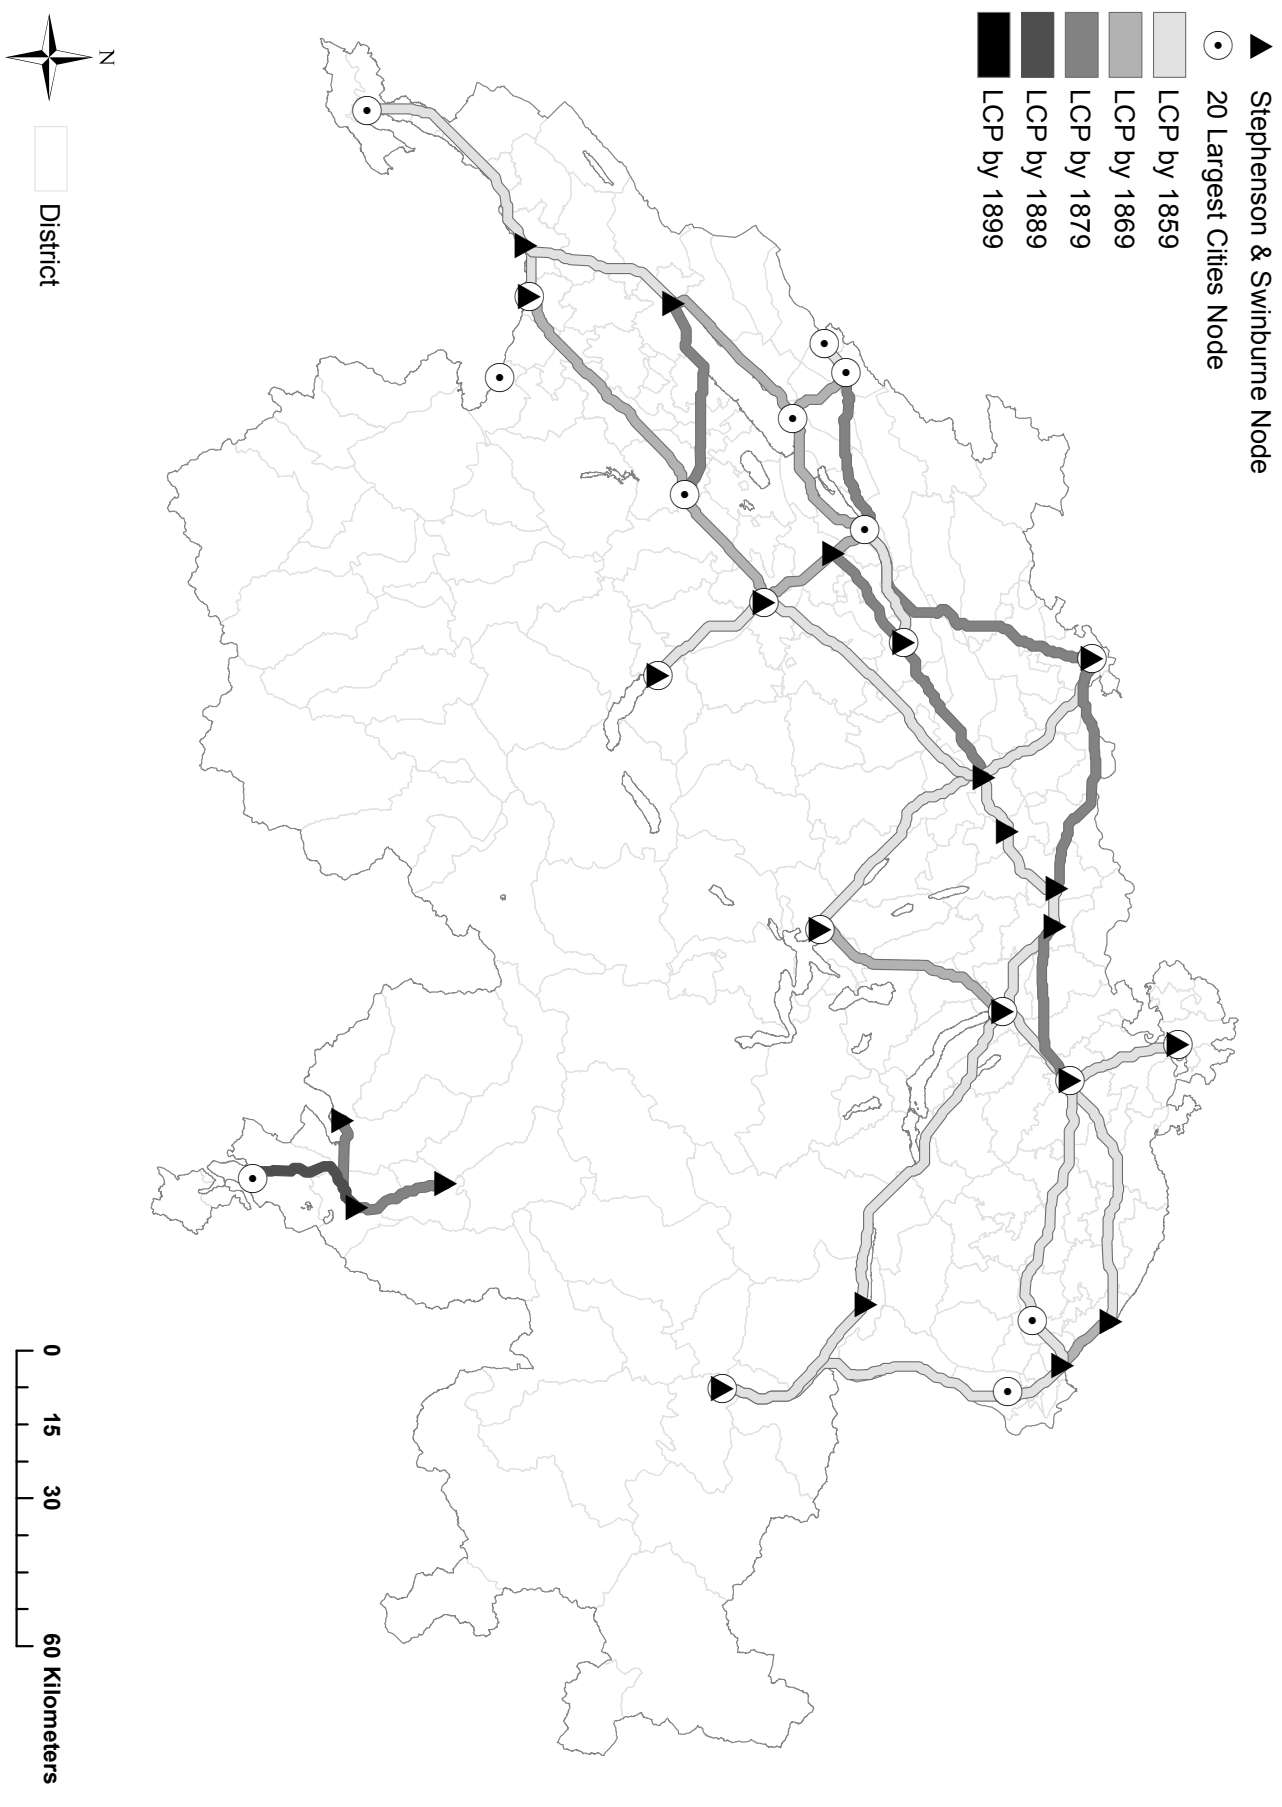 Stephenson & Swinburne Node
20 Largest Cities Node
LCP by 1859
LCP by 1869
LCP by 1879
LCP by 1889
LCP by 1899
N
District
0 15 30 60 Kilometers